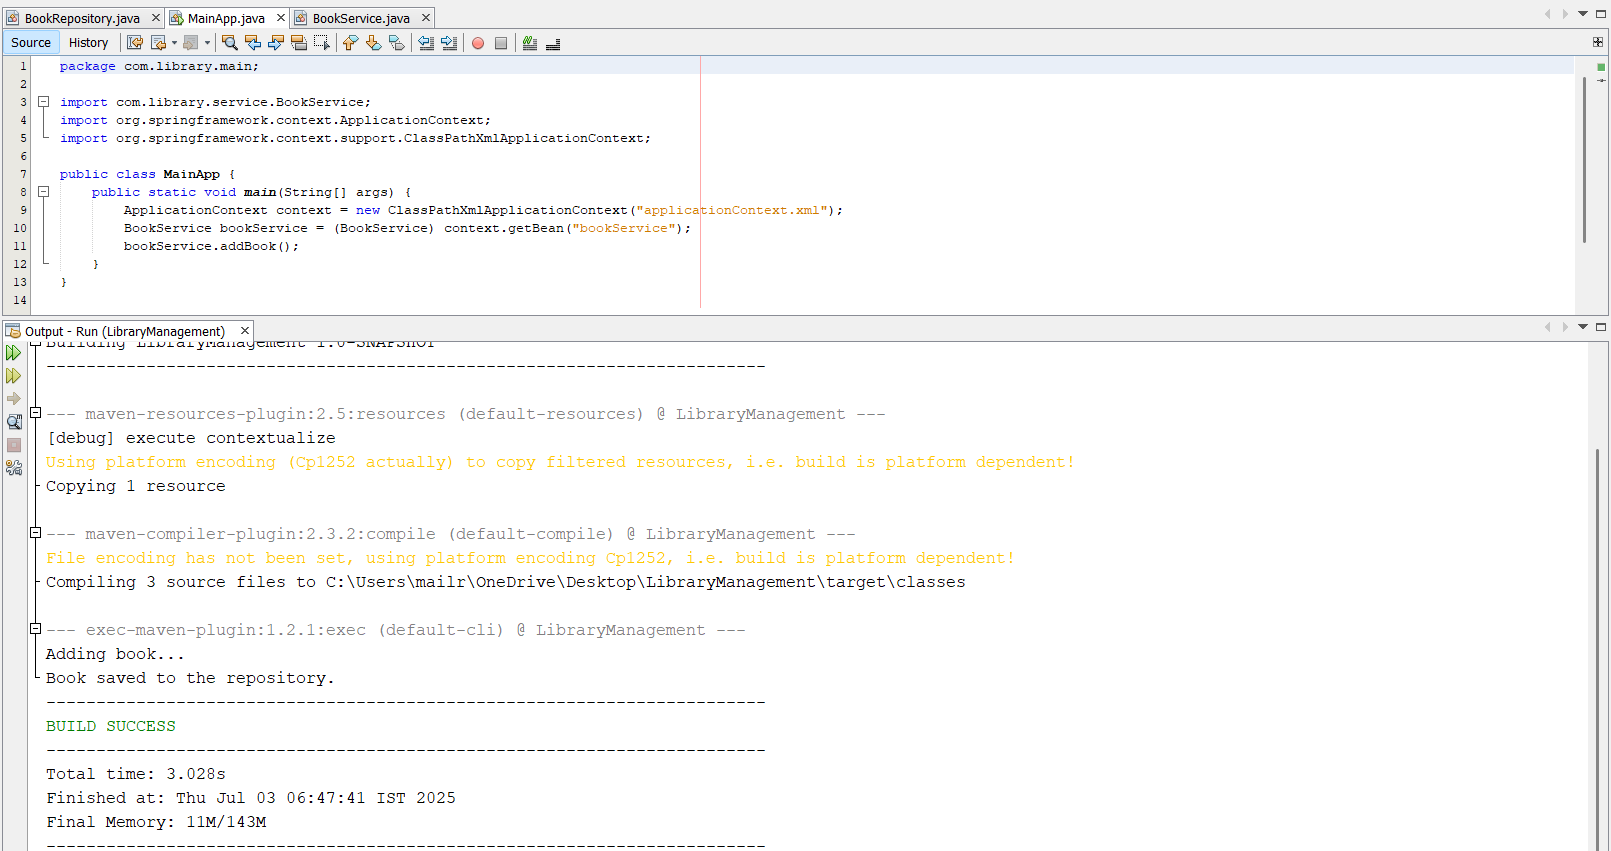 BookRepository.java MainApp.java BookService.java
Source History
1 package com.library.main;
2
3 import com.library.service.BookService;
4 import org.springframework.context.ApplicationContext;
5 import org.springframework.context.support.ClassPathXmlApplicationContext;
6
7 public class MainApp {
8 public static void main(String[] args) {
9 ApplicationContext context = new ClassPathXmlApplicationContext("applicationContext.xml");
10 BookService bookService = (BookService) context.getBean("bookService");
11 bookService.addBook();
12 }
13 }
14
Output - Run (LibraryManagement)
Building LibraryManagement 1.0-SNAPSHOT
------------------------------------------------------------------------
--- maven-resources-plugin:2.5:resources (default-resources) @ LibraryManagement ---
[debug] execute contextualize
Using platform encoding (Cp1252 actually) to copy filtered resources, i.e. build is platform dependent!
Copying 1 resource
--- maven-compiler-plugin:2.3.2:compile (default-compile) @ LibraryManagement ---
File encoding has not been set, using platform encoding Cp1252, i.e. build is platform dependent!
Compiling 3 source files to C:\Users\mailr\OneDrive\Desktop\LibraryManagement\target\classes
--- exec-maven-plugin:1.2.1:exec (default-cli) @ LibraryManagement ---
Adding book...
Book saved to the repository.
------------------------------------------------------------------------
BUILD SUCCESS
------------------------------------------------------------------------
Total time: 3.028s
Finished at: Thu Jul 03 06:47:41 IST 2025
Final Memory: 11M/143M
------------------------------------------------------------------------